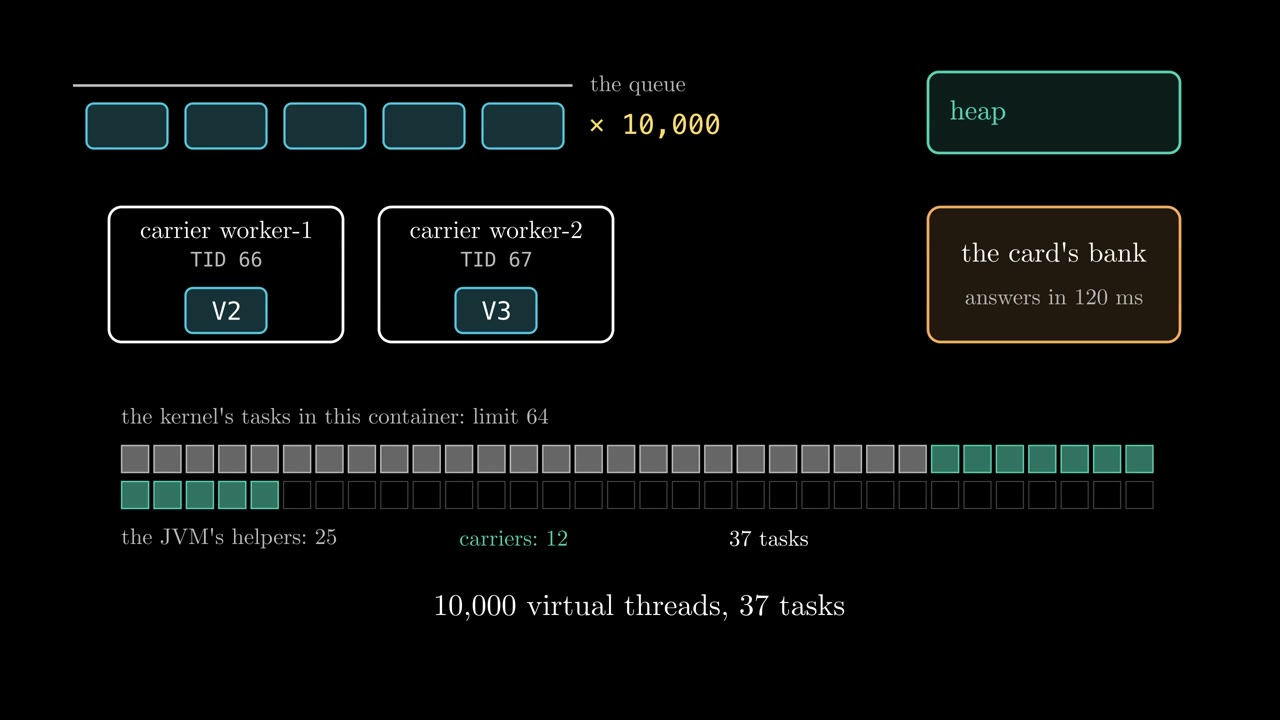 the queue
× 10,000
heap
carrier worker-1
TID 66
V2
carrier worker-2
TID 67
V3
the card's bank
answers in 120 ms
the kernel's tasks in this container: limit 64
the JVM's helpers: 25
carriers: 12
37 tasks
10,000 virtual threads, 37 tasks